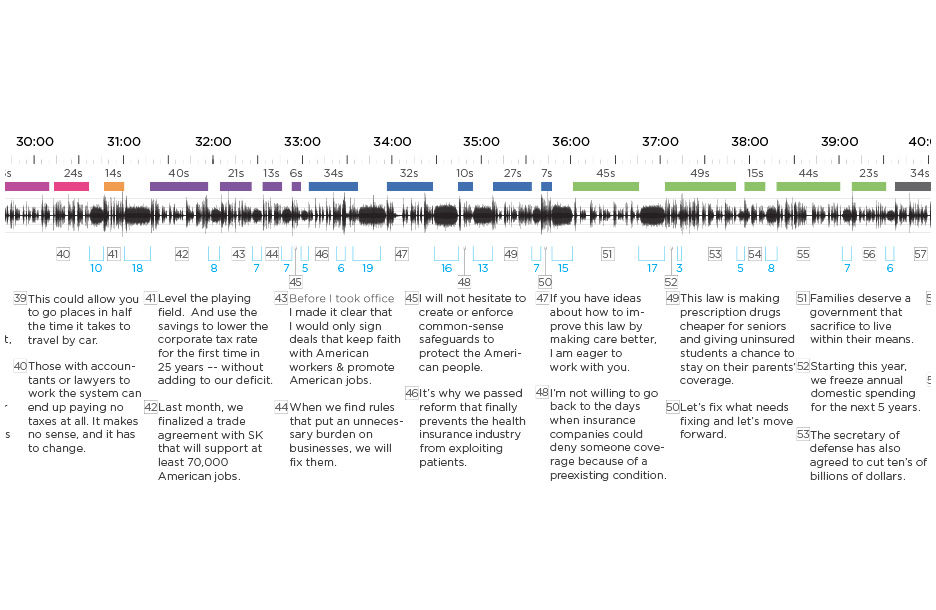 30:00 31:00 32:00 33:00 34:00 35:00 36:00 37:00 38:00 39:00 40:0
s 24s 14s 40s 21s 13s 6s 34s 32s 10s 27s 7s 45s 49s 15s 44s 23s 34s
40 41 42 43 44 46 47 49 51 53 54 55 56 57
10 18 8 7 7 5 6 19 16 13 7 15 17 3 5 8 7 6
45 48 50 52
39 This could allow you
to go places in half
the time it takes to
travel by car.
40 Those with accoun-
tants or lawyers to
work the system can
end up paying no
taxes at all. It makes
no sense, and it has
to change.
41 Level the playing
field. And use the
savings to lower the
corporate tax rate
for the first time in
25 years –- without
adding to our deficit.
42 Last month, we
finalized a trade
agreement with SK
that will support at
least 70,000
American jobs.
43 Before I took office
I made it clear that
I would only sign
deals that keep faith
with American
workers & promote
American jobs.
44 When we find rules
that put an unneces-
sary burden on
businesses, we will
fix them.
45 I will not hesitate to
create or enforce
common-sense
safeguards to
protect the Ameri-
can people.
46 It's why we passed
reform that finally
prevents the health
insurance industry
from exploiting
patients.
47 If you have ideas
about how to im-
prove this law by
making care better,
I am eager to
work with you.
48 I'm not willing to go
back to the days
when insurance
companies could
deny someone cove-
rage because of a
preexisting condition.
49 This law is making
prescription drugs
cheaper for seniors
and giving uninsured
students a chance to
stay on their parents'
coverage.
50 Let's fix what needs
fixing and let's move
forward.
51 Families deserve a
government that
sacrifice to live
within their means.
52 Starting this year,
we freeze annual
domestic spending
for the next 5 years.
53 The secretary of
defense has also
agreed to cut ten's of
billions of dollars.